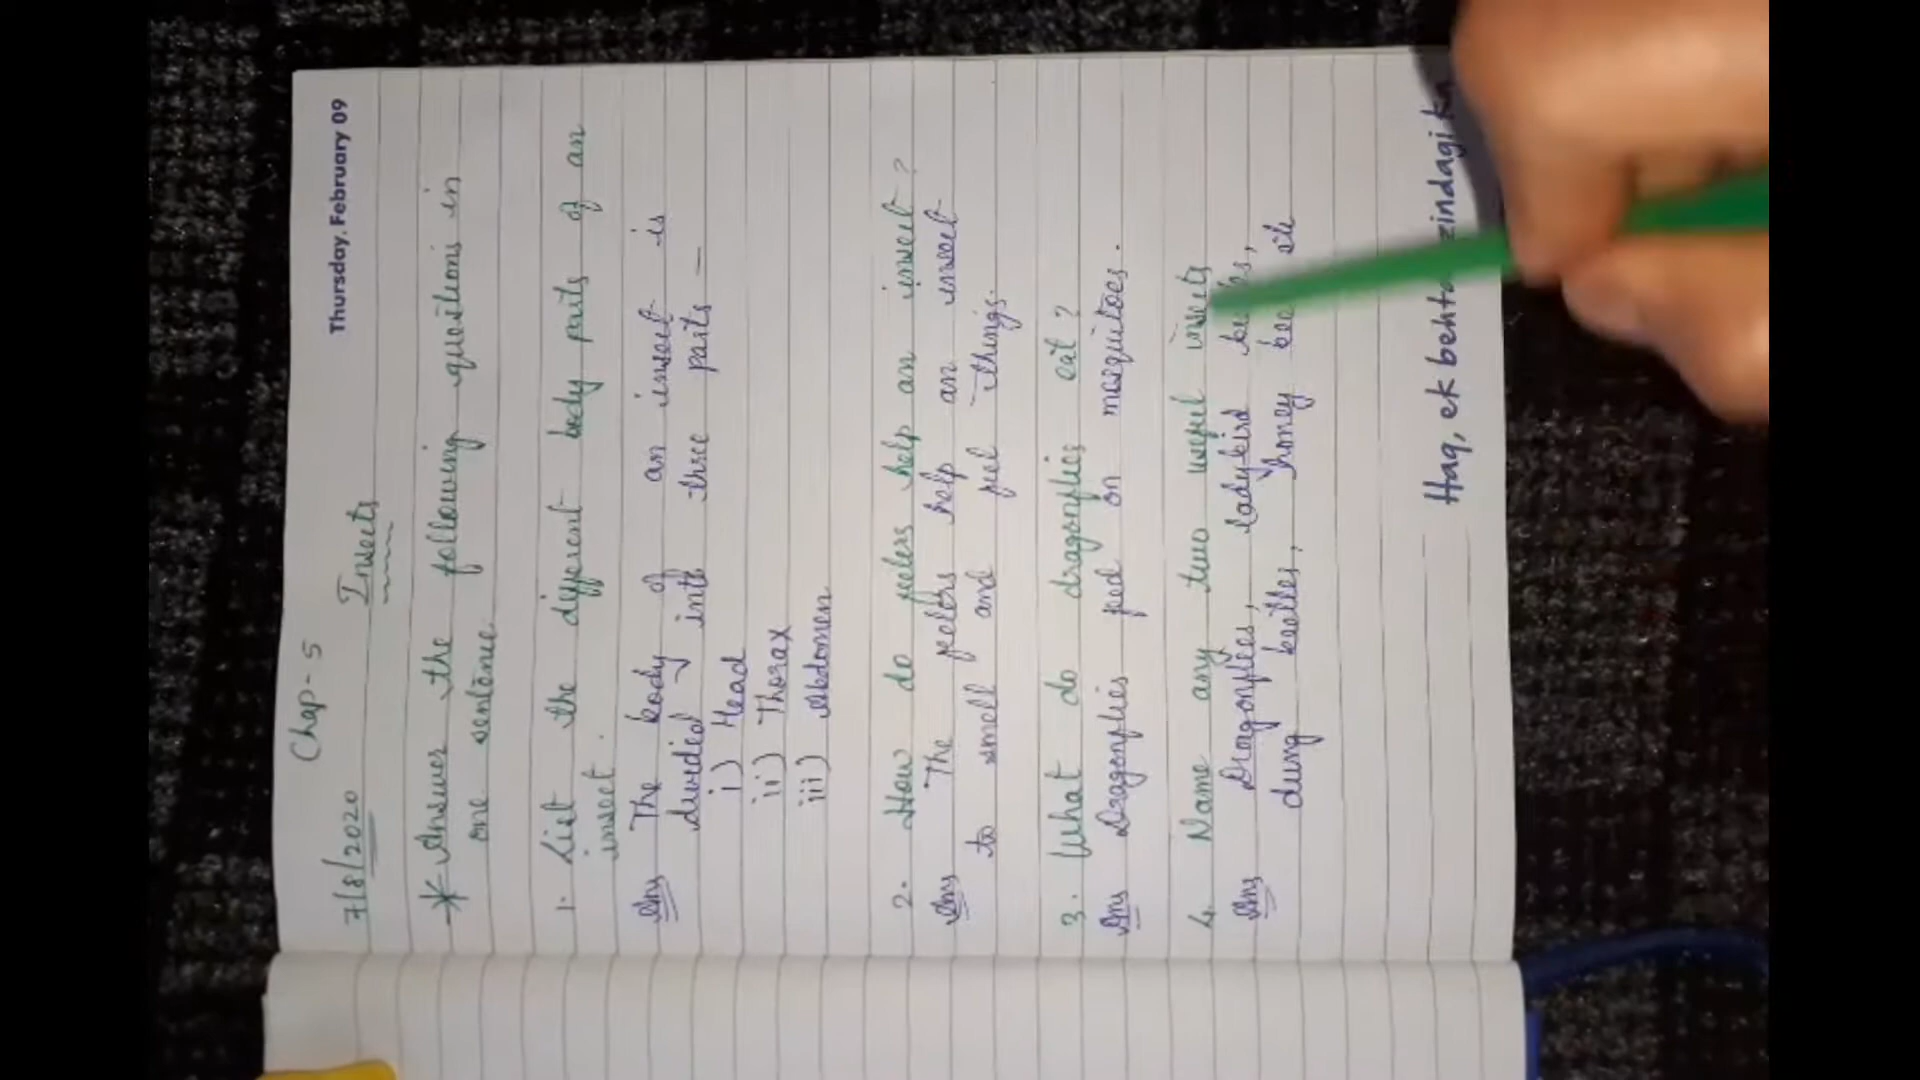 Thursday, February 09
Chap - 5
7/8/2020 Insects
* Answer the following questions in
one sentence.
1. List the different body parts of an
insect.
Ans The body of an insect is
divided into three parts -
i) Head
ii) Thorax
iii) Abdomen
2. How do feelers help an insect?
Ans The feelers help an insect
to smell and feel things.
3. What do dragonflies eat?
Ans Dragonflies feed on mosquitoes.
4. Name any two useful insects
Ans Dragonflies, Ladybird
dung beetles, honey bee etc
Haq, ek behtar zindagi ka